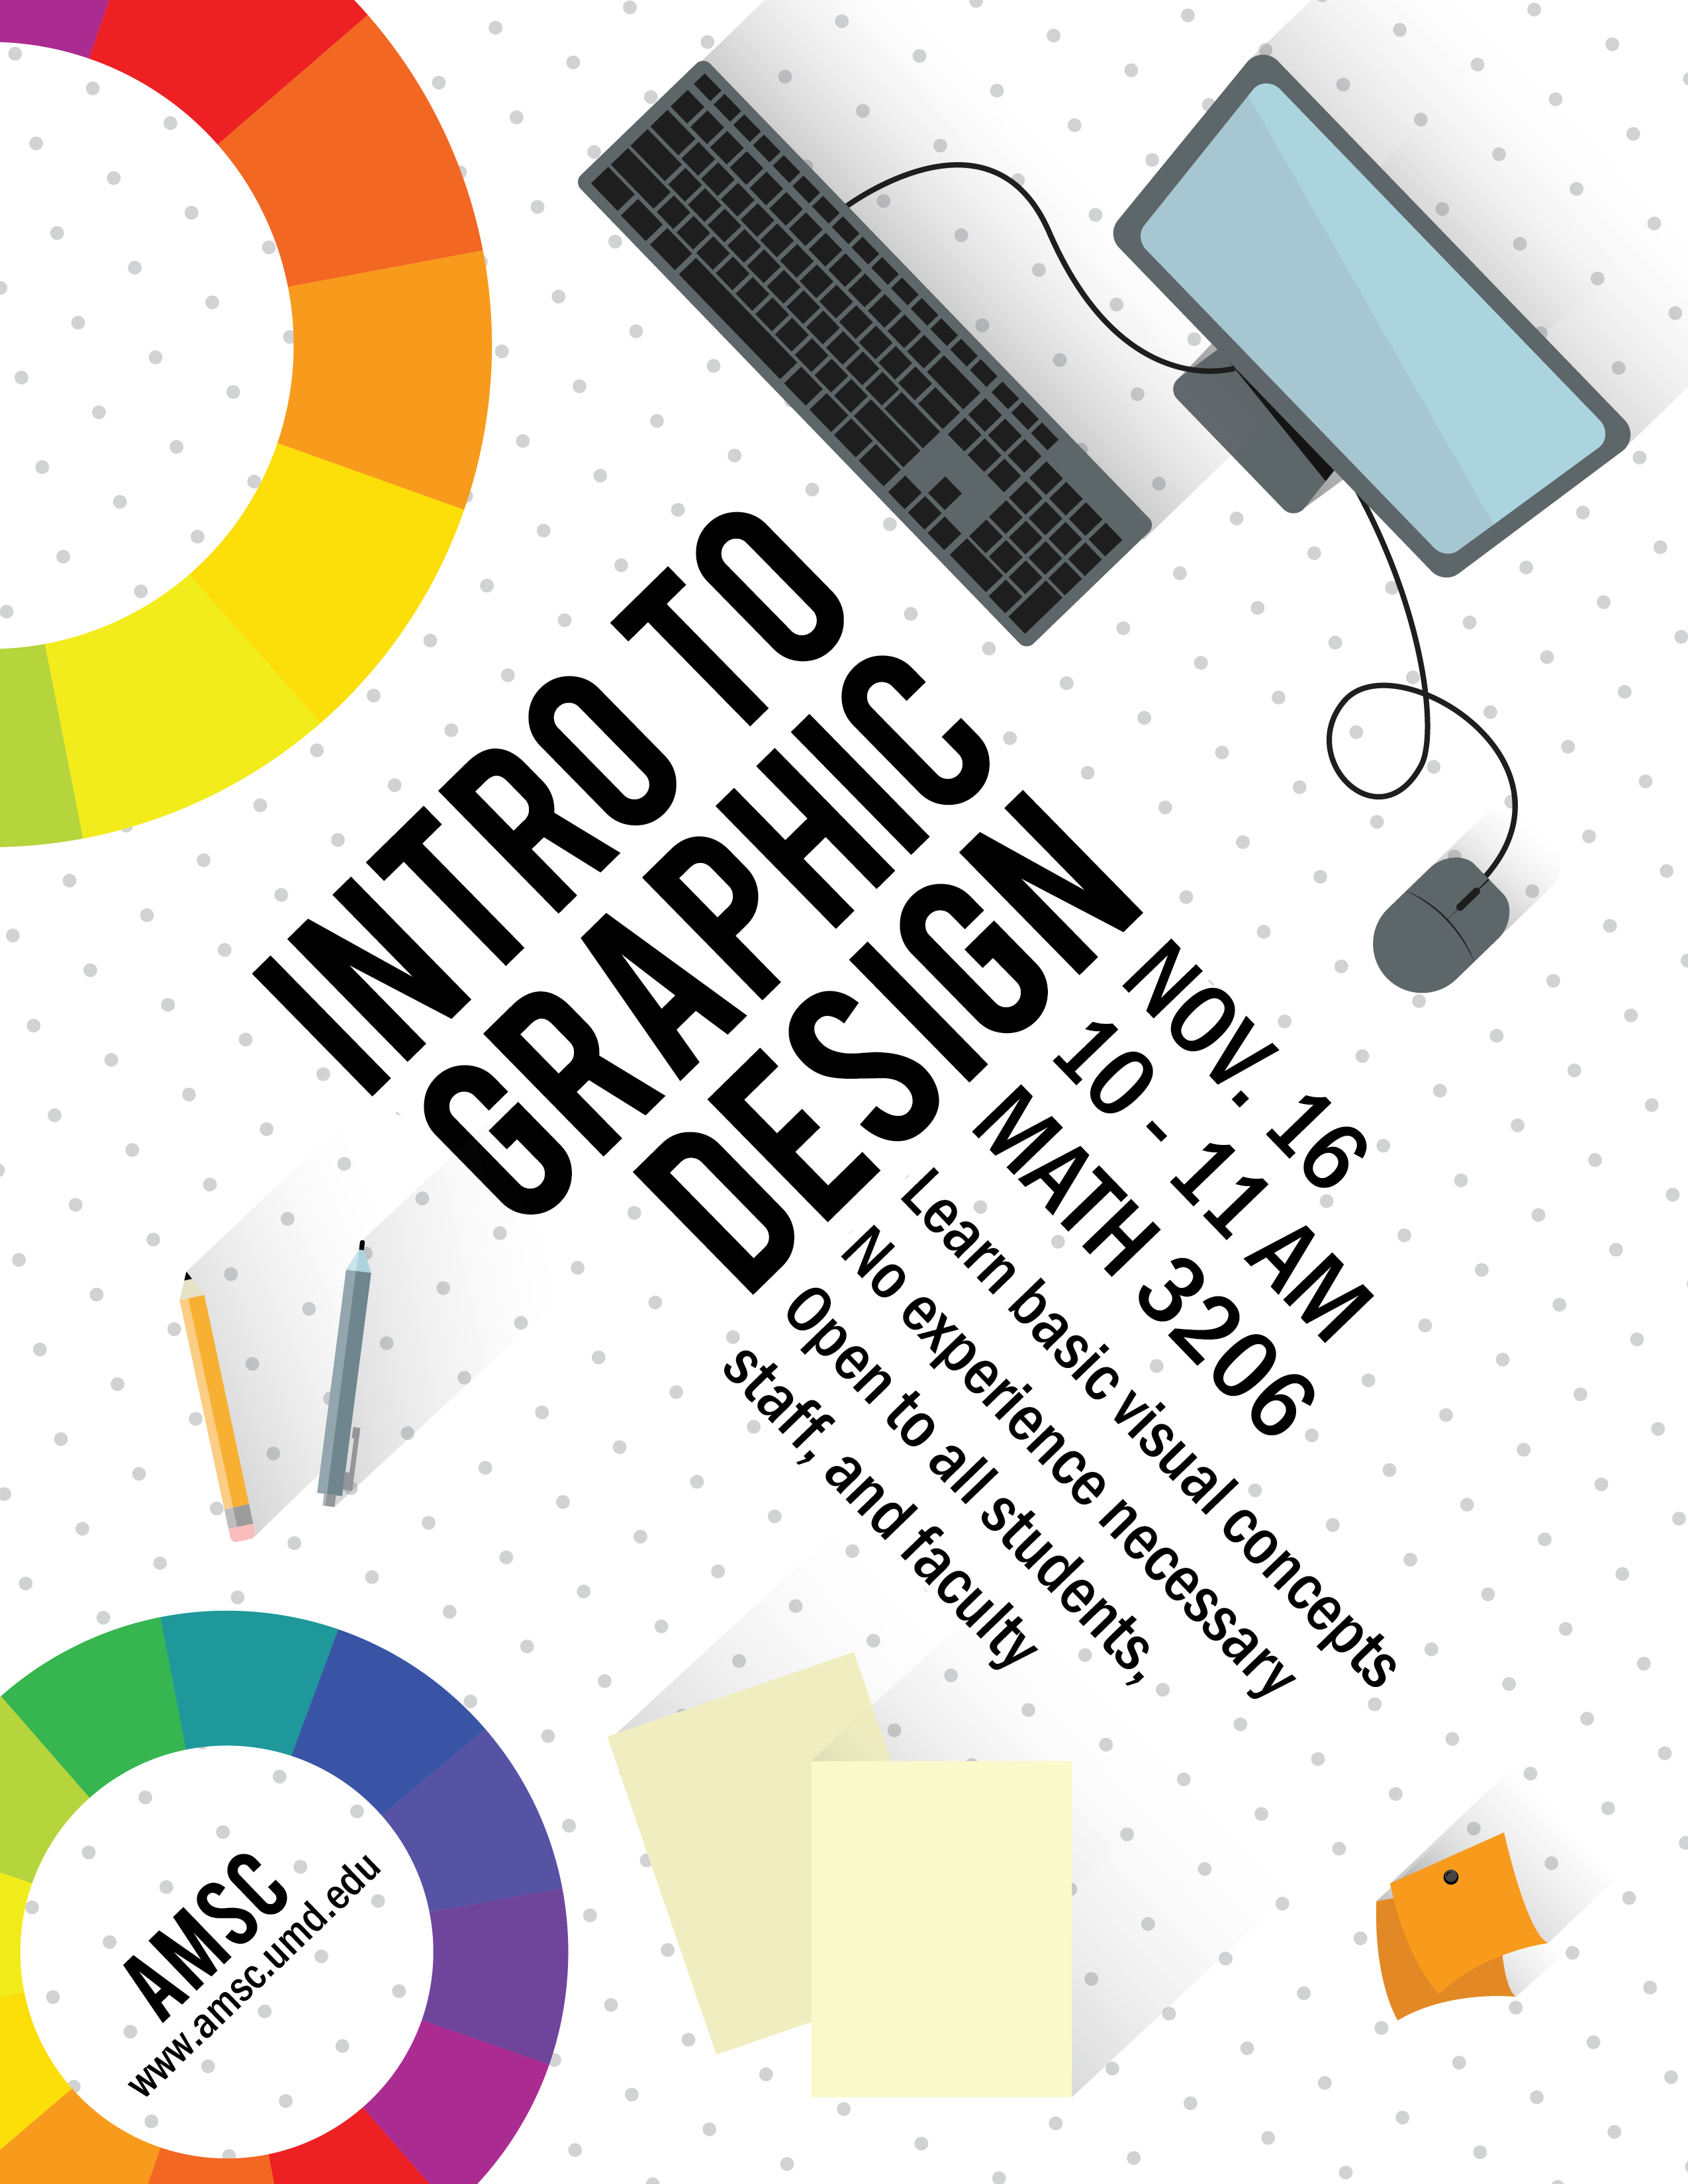 INTRO TO
GRAPHIC
DESIGN
NOV. 16
10 - 11 AM
MATH 3206
Learn basic visual concepts
No experience necessary
Open to all students,
staff, and faculty
AMSC
www.amsc.umd.edu